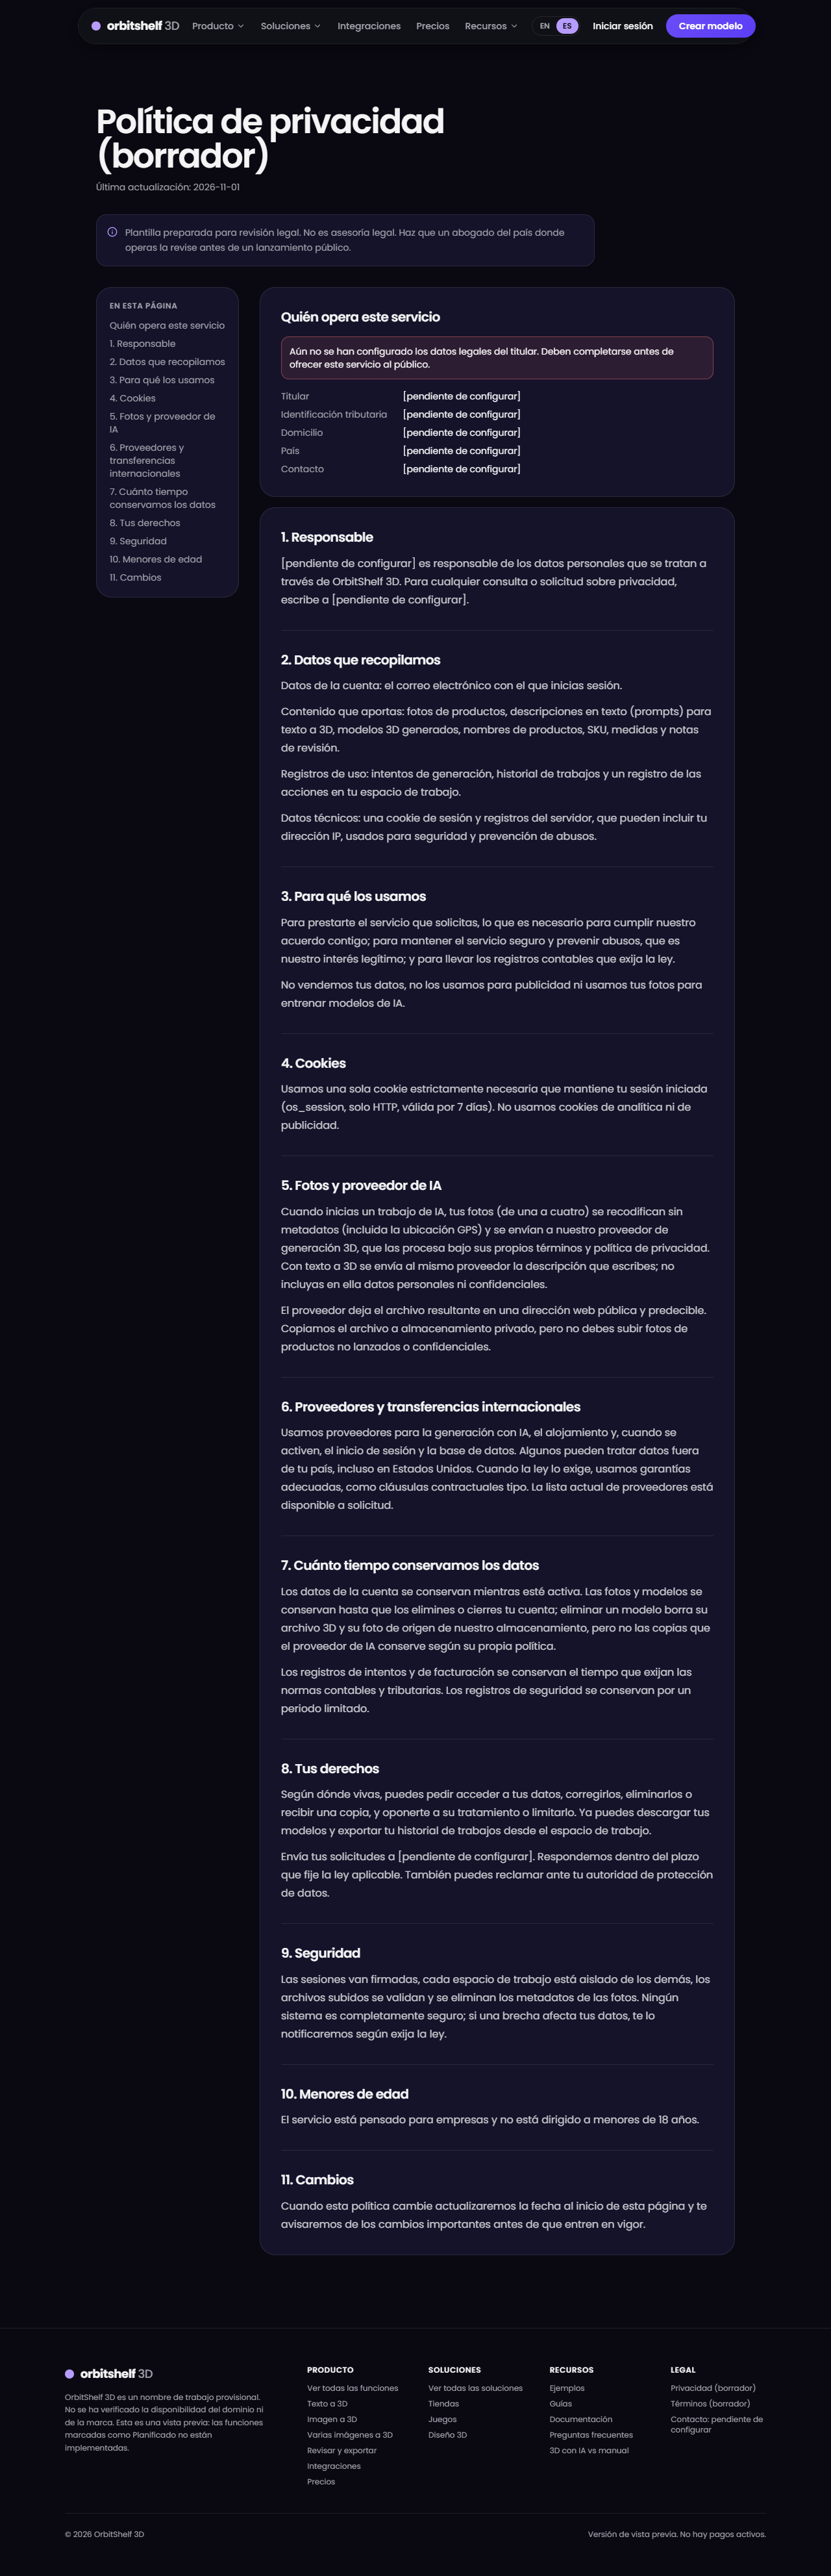 orbitshelf 3D
Producto
Soluciones
Integraciones
Precios
Recursos
EN
ES
Iniciar sesión
Crear modelo
Política de privacidad
(borrador)
Última actualización: 2026-11-01
Plantilla preparada para revisión legal. No es asesoría legal. Haz que un abogado del país donde
operas la revise antes de un lanzamiento público.
EN ESTA PÁGINA
Quién opera este servicio
1. Responsable
2. Datos que recopilamos
3. Para qué los usamos
4. Cookies
5. Fotos y proveedor de
IA
6. Proveedores y
transferencias
internacionales
7. Cuánto tiempo
conservamos los datos
8. Tus derechos
9. Seguridad
10. Menores de edad
11. Cambios
Quién opera este servicio
Aún no se han configurado los datos legales del titular. Deben completarse antes de
ofrecer este servicio al público.
Titular [pendiente de configurar]
Identificación tributaria [pendiente de configurar]
Domicilio [pendiente de configurar]
País [pendiente de configurar]
Contacto [pendiente de configurar]
1. Responsable
[pendiente de configurar] es responsable de los datos personales que se tratan a
través de OrbitShelf 3D. Para cualquier consulta o solicitud sobre privacidad,
escribe a [pendiente de configurar].
2. Datos que recopilamos
Datos de la cuenta: el correo electrónico con el que inicias sesión.
Contenido que aportas: fotos de productos, descripciones en texto (prompts) para
texto a 3D, modelos 3D generados, nombres de productos, SKU, medidas y notas
de revisión.
Registros de uso: intentos de generación, historial de trabajos y un registro de las
acciones en tu espacio de trabajo.
Datos técnicos: una cookie de sesión y registros del servidor, que pueden incluir tu
dirección IP, usados para seguridad y prevención de abusos.
3. Para qué los usamos
Para prestarte el servicio que solicitas, lo que es necesario para cumplir nuestro
acuerdo contigo; para mantener el servicio seguro y prevenir abusos, que es
nuestro interés legítimo; y para llevar los registros contables que exija la ley.
No vendemos tus datos, no los usamos para publicidad ni usamos tus fotos para
entrenar modelos de IA.
4. Cookies
Usamos una sola cookie estrictamente necesaria que mantiene tu sesión iniciada
(os_session, solo HTTP, válida por 7 días). No usamos cookies de analítica ni de
publicidad.
5. Fotos y proveedor de IA
Cuando inicias un trabajo de IA, tus fotos (de una a cuatro) se recodifican sin
metadatos (incluida la ubicación GPS) y se envían a nuestro proveedor de
generación 3D, que las procesa bajo sus propios términos y política de privacidad.
Con texto a 3D se envía al mismo proveedor la descripción que escribes; no
incluyas en ella datos personales ni confidenciales.
El proveedor deja el archivo resultante en una dirección web pública y predecible.
Copiamos el archivo a almacenamiento privado, pero no debes subir fotos de
productos no lanzados o confidenciales.
6. Proveedores y transferencias internacionales
Usamos proveedores para la generación con IA, el alojamiento y, cuando se
activen, el inicio de sesión y la base de datos. Algunos pueden tratar datos fuera
de tu país, incluso en Estados Unidos. Cuando la ley lo exige, usamos garantías
adecuadas, como cláusulas contractuales tipo. La lista actual de proveedores está
disponible a solicitud.
7. Cuánto tiempo conservamos los datos
Los datos de la cuenta se conservan mientras esté activa. Las fotos y modelos se
conservan hasta que los elimines o cierres tu cuenta; eliminar un modelo borra su
archivo 3D y su foto de origen de nuestro almacenamiento, pero no las copias que
el proveedor de IA conserve según su propia política.
Los registros de intentos y de facturación se conservan el tiempo que exijan las
normas contables y tributarias. Los registros de seguridad se conservan por un
periodo limitado.
8. Tus derechos
Según dónde vivas, puedes pedir acceder a tus datos, corregirlos, eliminarlos o
recibir una copia, y oponerte a su tratamiento o limitarlo. Ya puedes descargar tus
modelos y exportar tu historial de trabajos desde el espacio de trabajo.
Envía tus solicitudes a [pendiente de configurar]. Respondemos dentro del plazo
que fije la ley aplicable. También puedes reclamar ante tu autoridad de protección
de datos.
9. Seguridad
Las sesiones van firmadas, cada espacio de trabajo está aislado de los demás, los
archivos subidos se validan y se eliminan los metadatos de las fotos. Ningún
sistema es completamente seguro; si una brecha afecta tus datos, te lo
notificaremos según exija la ley.
10. Menores de edad
El servicio está pensado para empresas y no está dirigido a menores de 18 años.
11. Cambios
Cuando esta política cambie actualizaremos la fecha al inicio de esta página y te
avisaremos de los cambios importantes antes de que entren en vigor.
orbitshelf 3D
OrbitShelf 3D es un nombre de trabajo provisional.
No se ha verificado la disponibilidad del dominio ni
de la marca. Esta es una vista previa: las funciones
marcadas como Planificado no están
implementadas.
PRODUCTO
Ver todas las funciones
Texto a 3D
Imagen a 3D
Varias imágenes a 3D
Revisar y exportar
Integraciones
Precios
SOLUCIONES
Ver todas las soluciones
Tiendas
Juegos
Diseño 3D
RECURSOS
Ejemplos
Guías
Documentación
Preguntas frecuentes
3D con IA vs manual
LEGAL
Privacidad (borrador)
Términos (borrador)
Contacto: pendiente de
configurar
© 2026 OrbitShelf 3D
Versión de vista previa. No hay pagos activos.